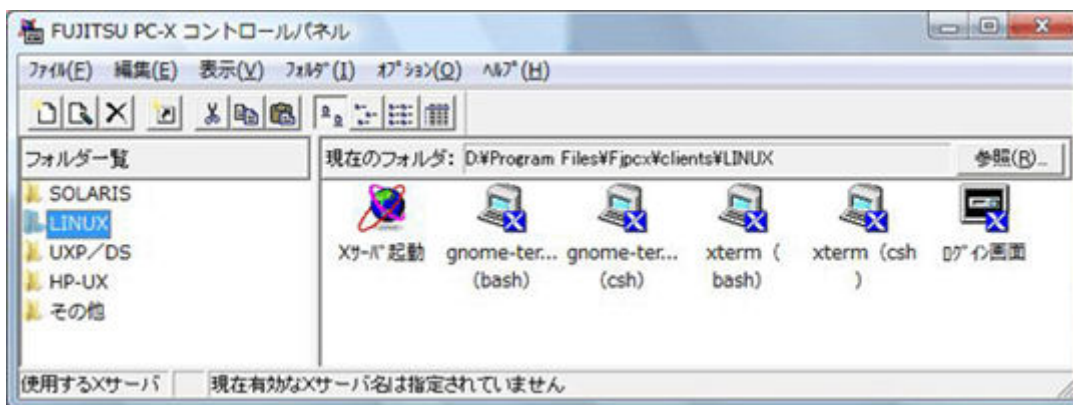 FUJITSU PC-X コントロールパネル
ﾌｧｲﾙ(F) 編集(E) 表示(V) ﾌｫﾙﾀﾞ(I) ｵﾌﾟｼｮﾝ(O) ﾍﾙﾌﾟ(H)
フォルダ一覧
現在のフォルダ: D:¥Program Files¥Fjpcx¥clients¥LINUX 参照(R)...
SOLARIS
LINUX
UXP／DS
HP-UX
その他
Xｻｰﾊﾞ起動
gnome-ter...
(bash)
gnome-ter...
(csh)
xterm (
bash)
xterm (csh
)
ﾛｸﾞｲﾝ画面
使用するXサーバ 現在有効なXサーバ名は指定されていません